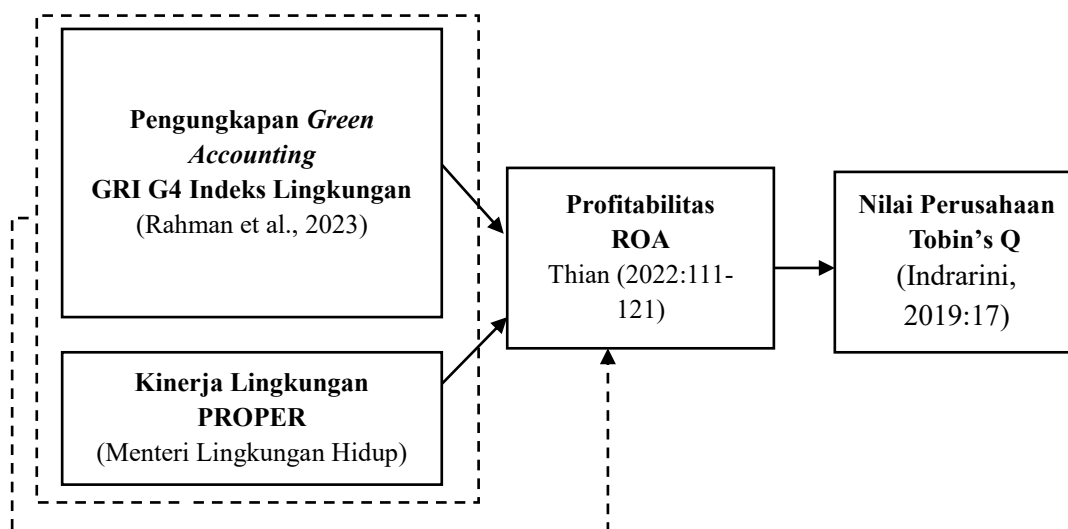 Pengungkapan Green
Accounting
GRI G4 Indeks Lingkungan
(Rahman et al., 2023)
Kinerja Lingkungan
PROPER
(Menteri Lingkungan Hidup)
Profitabilitas
ROA
Thian (2022:111-
121)
Nilai Perusahaan
Tobin’s Q
(Indrarini,
2019:17)